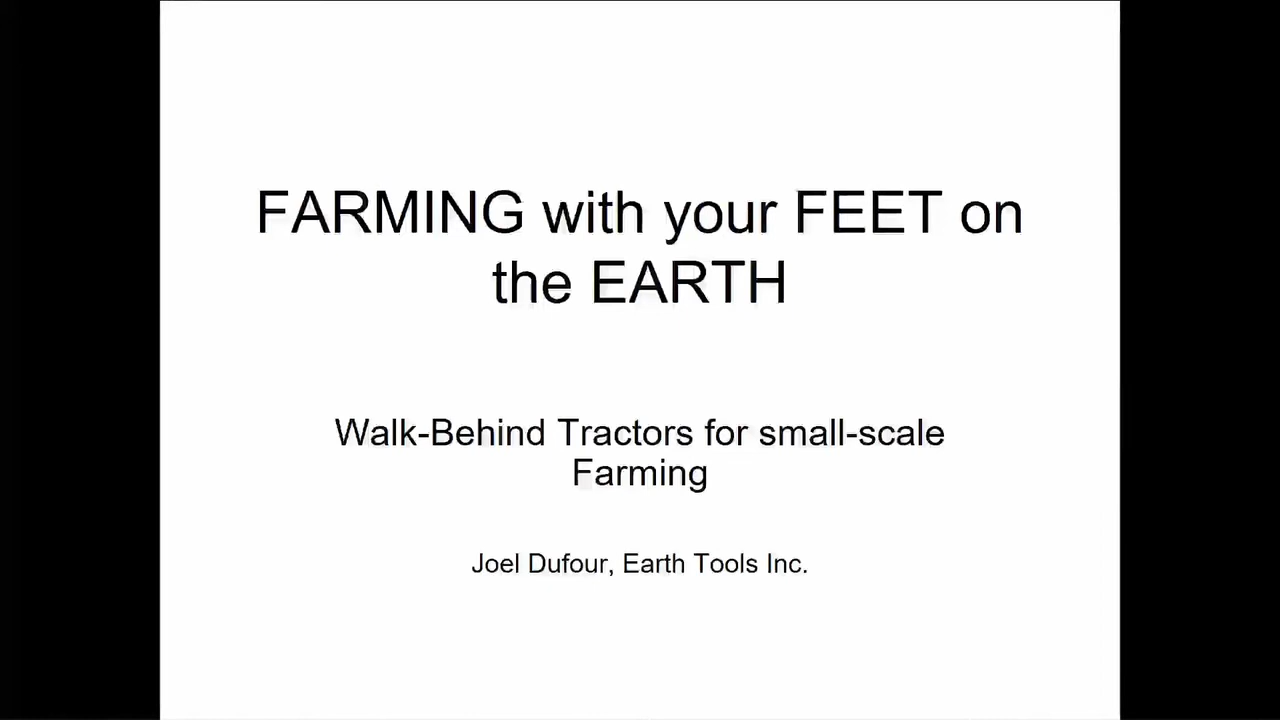 FARMING with your FEET on
the EARTH
Walk-Behind Tractors for small-scale
Farming
Joel Dufour, Earth Tools Inc.